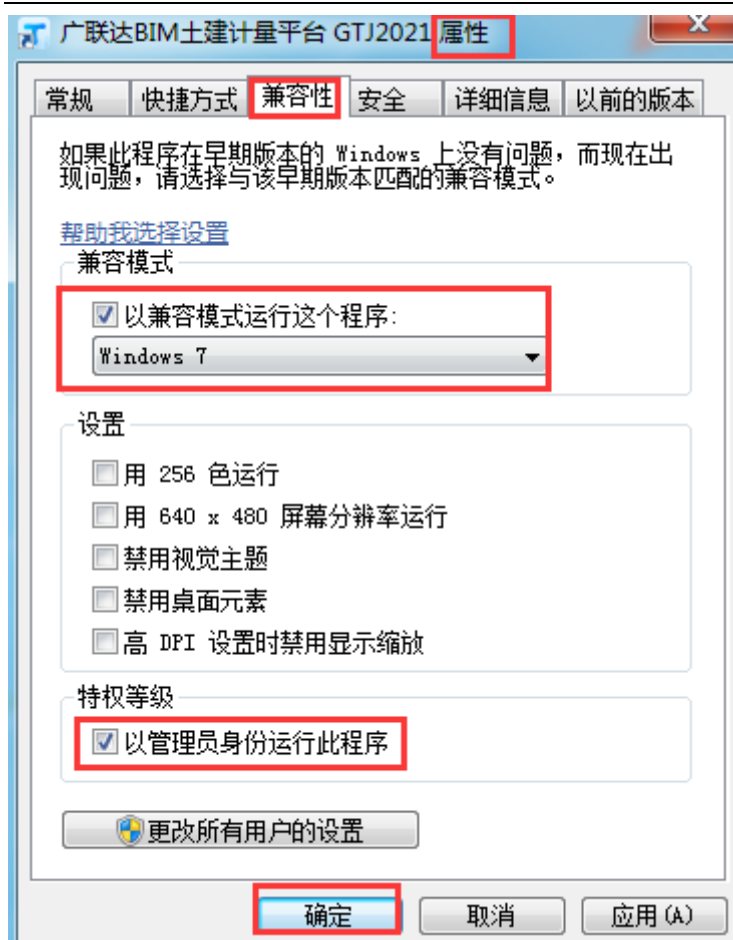 广联达BIM土建计量平台 GTJ2021 属性
常规 快捷方式 兼容性 安全 详细信息 以前的版本
如果此程序在早期版本的 Windows 上没有问题，而现在出
现问题，请选择与该早期版本匹配的兼容模式。
帮助我选择设置
兼容模式
以兼容模式运行这个程序:
Windows 7
设置
用 256 色运行
用 640 x 480 屏幕分辨率运行
禁用视觉主题
禁用桌面元素
高 DPI 设置时禁用显示缩放
特权等级
以管理员身份运行此程序
更改所有用户的设置
确定 取消 应用(A)